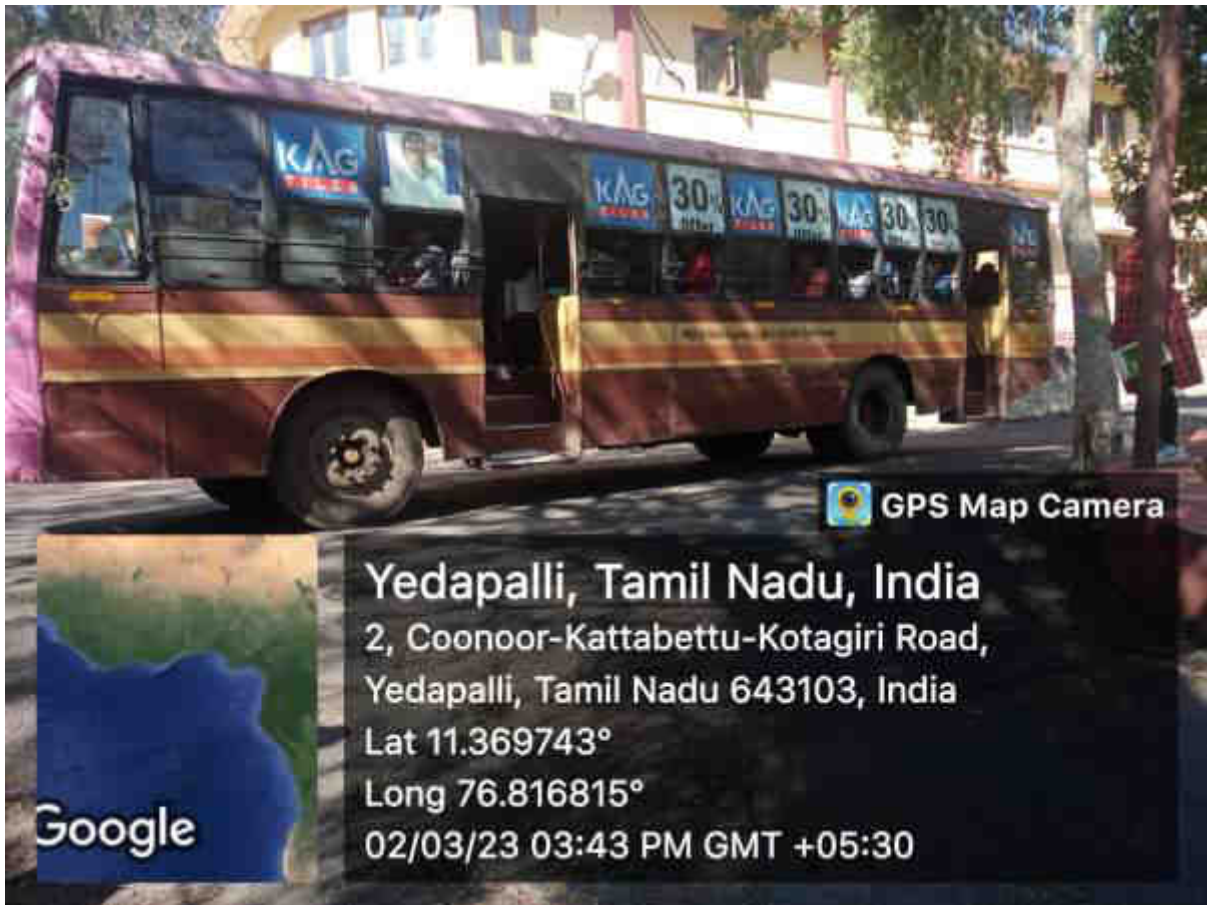 KAG
KAG
30%
KAG
30%
KAG
30%
30%
GPS Map Camera
Yedapalli, Tamil Nadu, India
2, Coonoor-Kattabettu-Kotagiri Road,
Yedapalli, Tamil Nadu 643103, India
Lat 11.369743°
Long 76.816815°
02/03/23 03:43 PM GMT +05:30
Google